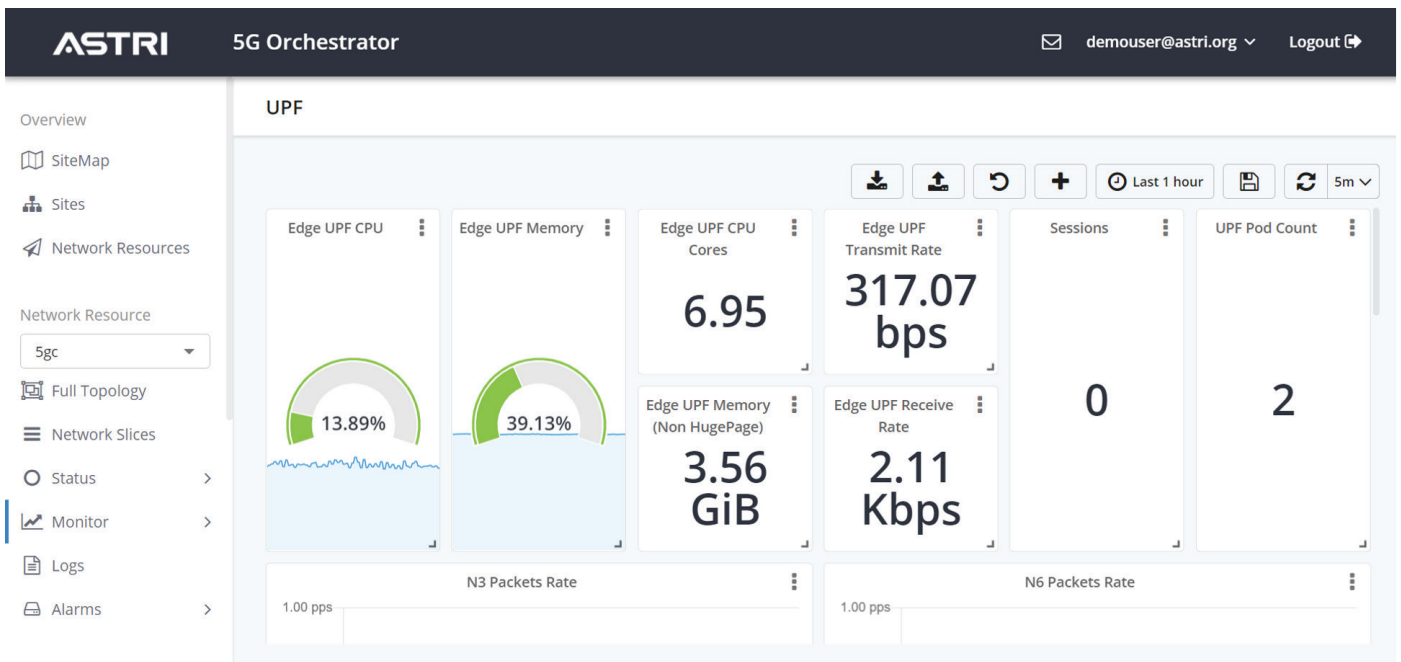 ASTRI
5G Orchestrator
demouser@astri.org
Logout
Overview
SiteMap
Sites
Network Resources
Network Resource
5gc
Full Topology
Network Slices
Status
Monitor
Logs
Alarms
UPF
Last 1 hour
5m
Edge UPF CPU
13.89%
Edge UPF Memory
39.13%
Edge UPF CPU
Cores
6.95
Edge UPF
Transmit Rate
317.07
bps
Sessions
0
UPF Pod Count
2
Edge UPF Memory
(Non HugePage)
3.56
GiB
Edge UPF Receive
Rate
2.11
Kbps
N3 Packets Rate
1.00 pps
N6 Packets Rate
1.00 pps